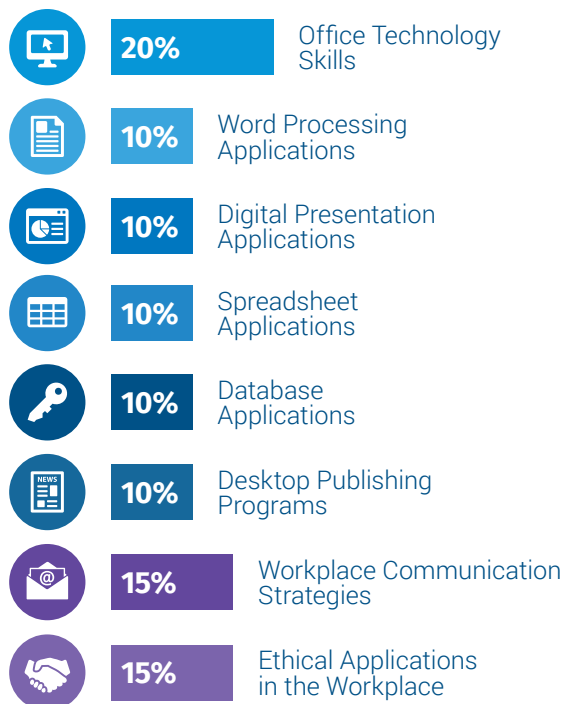 20%
Office Technology
Skills
10%
Word Processing
Applications
10%
Digital Presentation
Applications
10%
Spreadsheet
Applications
10%
Database
Applications
NEWS
10%
Desktop Publishing
Programs
@
15%
Workplace Communication
Strategies
15%
Ethical Applications
in the Workplace